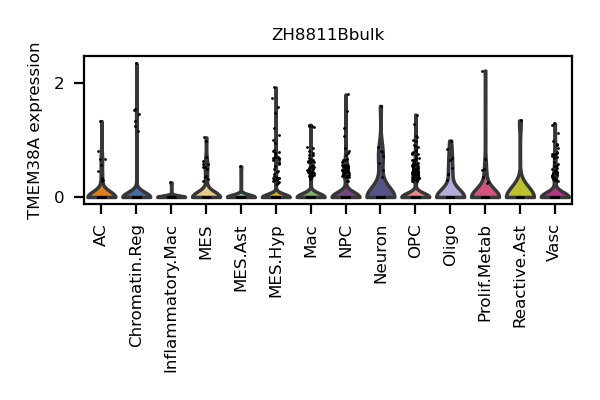 ZH8811Bbulk
TMEM38A expression
2
0
AC
Chromatin.Reg
Inflammatory.Mac
MES
MES.Ast
MES.Hyp
Mac
NPC
Neuron
OPC
Oligo
Prolif.Metab
Reactive.Ast
Vasc